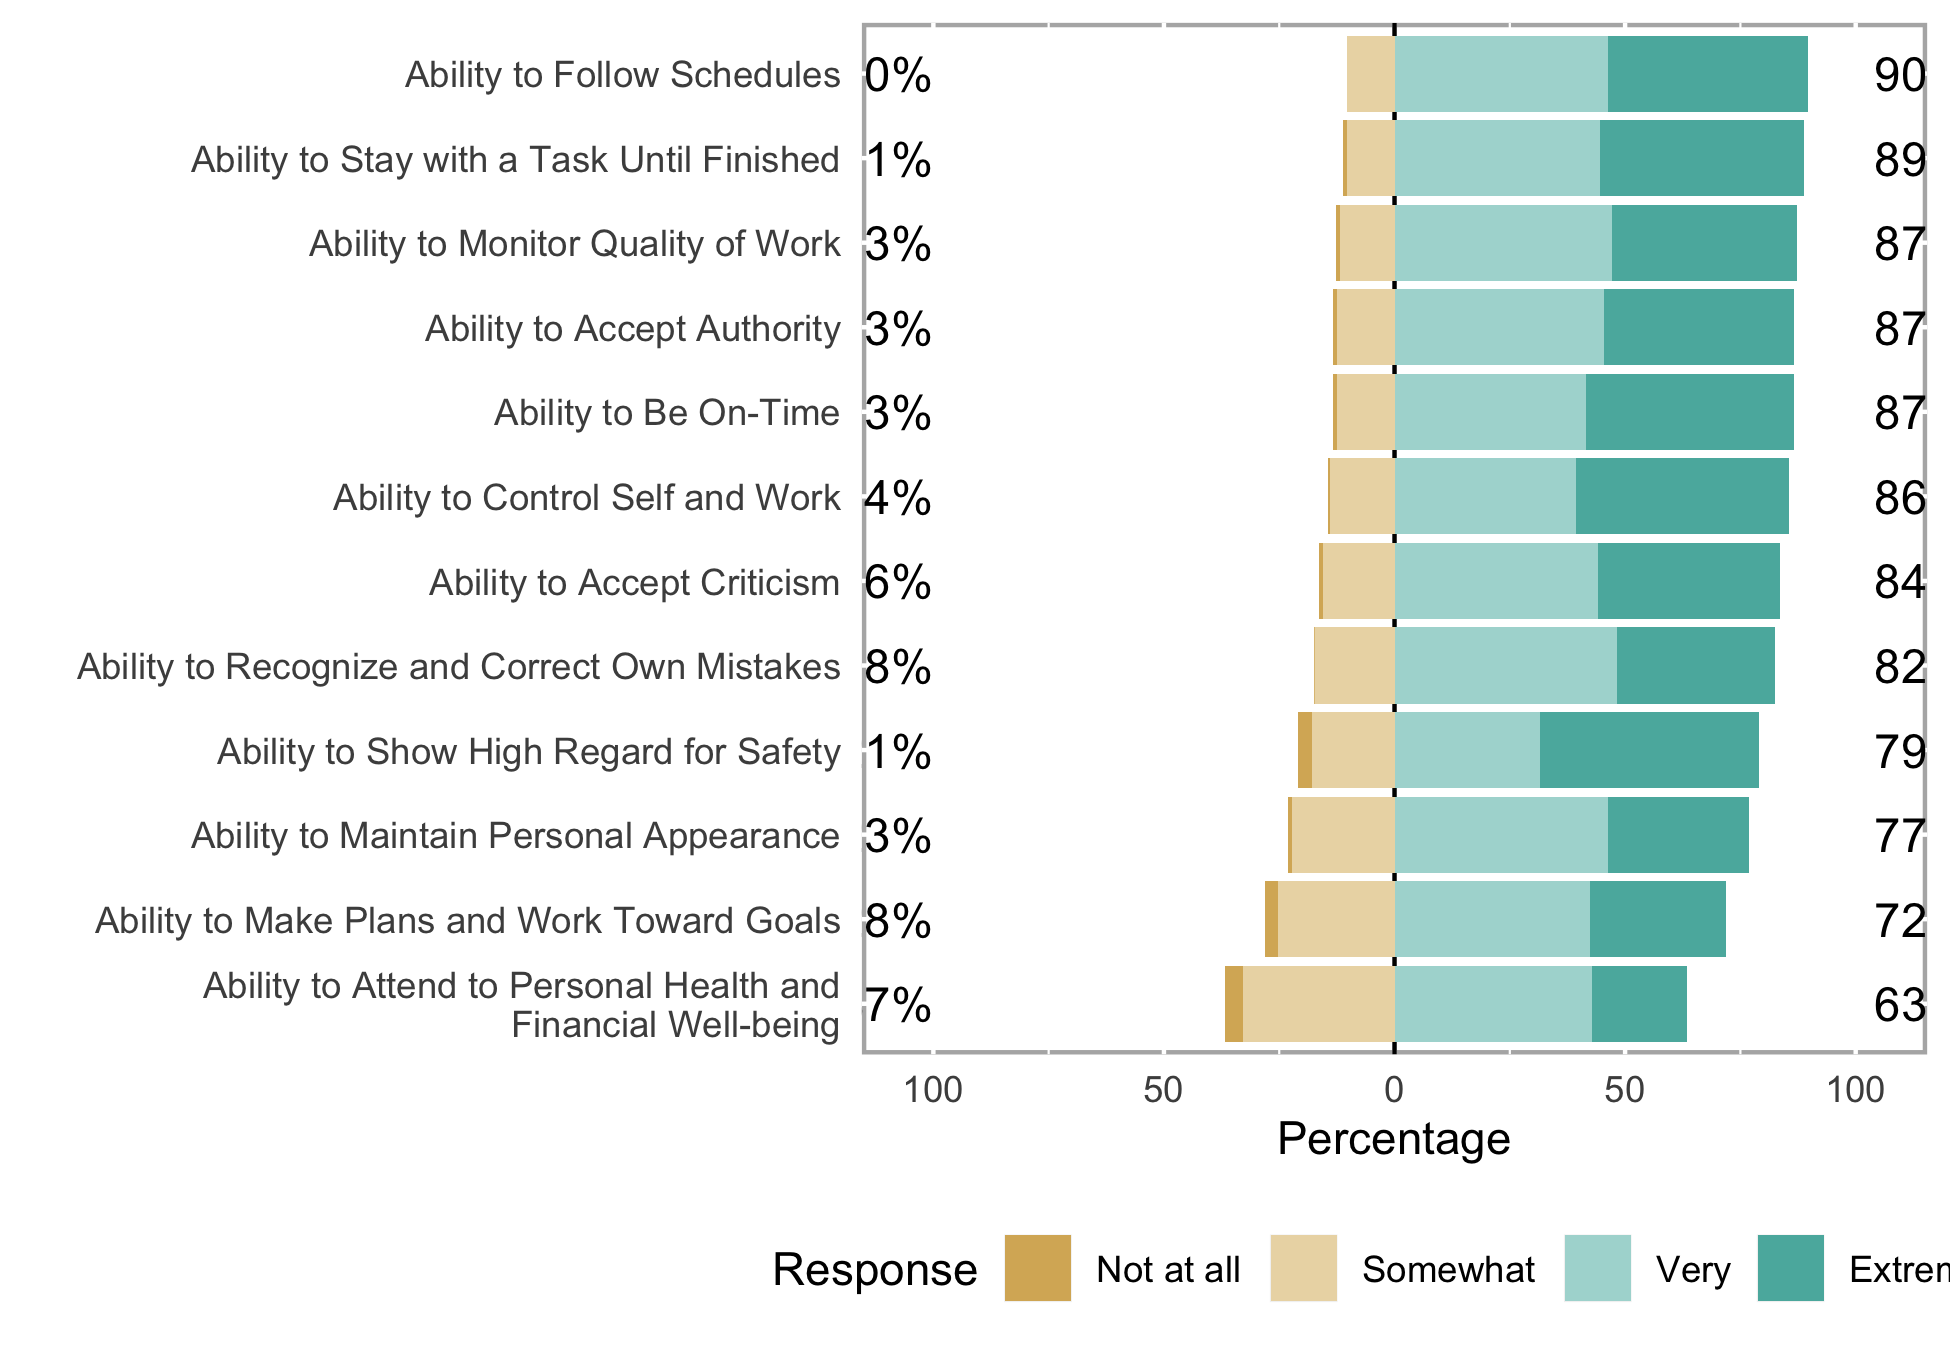 Ability to Follow Schedules 0% 90
Ability to Stay with a Task Until Finished 1% 89
Ability to Monitor Quality of Work 3% 87
Ability to Accept Authority 3% 87
Ability to Be On-Time 3% 87
Ability to Control Self and Work 4% 86
Ability to Accept Criticism 6% 84
Ability to Recognize and Correct Own Mistakes 8% 82
Ability to Show High Regard for Safety 1% 79
Ability to Maintain Personal Appearance 3% 77
Ability to Make Plans and Work Toward Goals 8% 72
Ability to Attend to Personal Health and
Financial Well-being 7% 63
100 50 0 50 100
Percentage
Response Not at all Somewhat Very